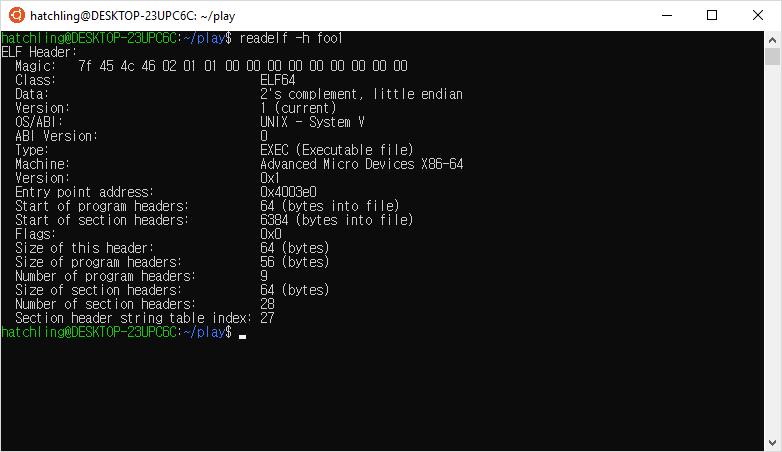 hatchling@DESKTOP-23UPC6C: ~/play
hatchling@DESKTOP-23UPC6C:~/play$ readelf -h foo1
ELF Header:
  Magic:   7f 45 4c 46 02 01 01 00 00 00 00 00 00 00 00 00
  Class:                             ELF64
  Data:                              2's complement, little endian
  Version:                           1 (current)
  OS/ABI:                            UNIX - System V
  ABI Version:                       0
  Type:                              EXEC (Executable file)
  Machine:                           Advanced Micro Devices X86-64
  Version:                           0x1
  Entry point address:               0x4003e0
  Start of program headers:          64 (bytes into file)
  Start of section headers:          6384 (bytes into file)
  Flags:                             0x0
  Size of this header:               64 (bytes)
  Size of program headers:           56 (bytes)
  Number of program headers:         9
  Size of section headers:           64 (bytes)
  Number of section headers:         28
  Section header string table index: 27
hatchling@DESKTOP-23UPC6C:~/play$